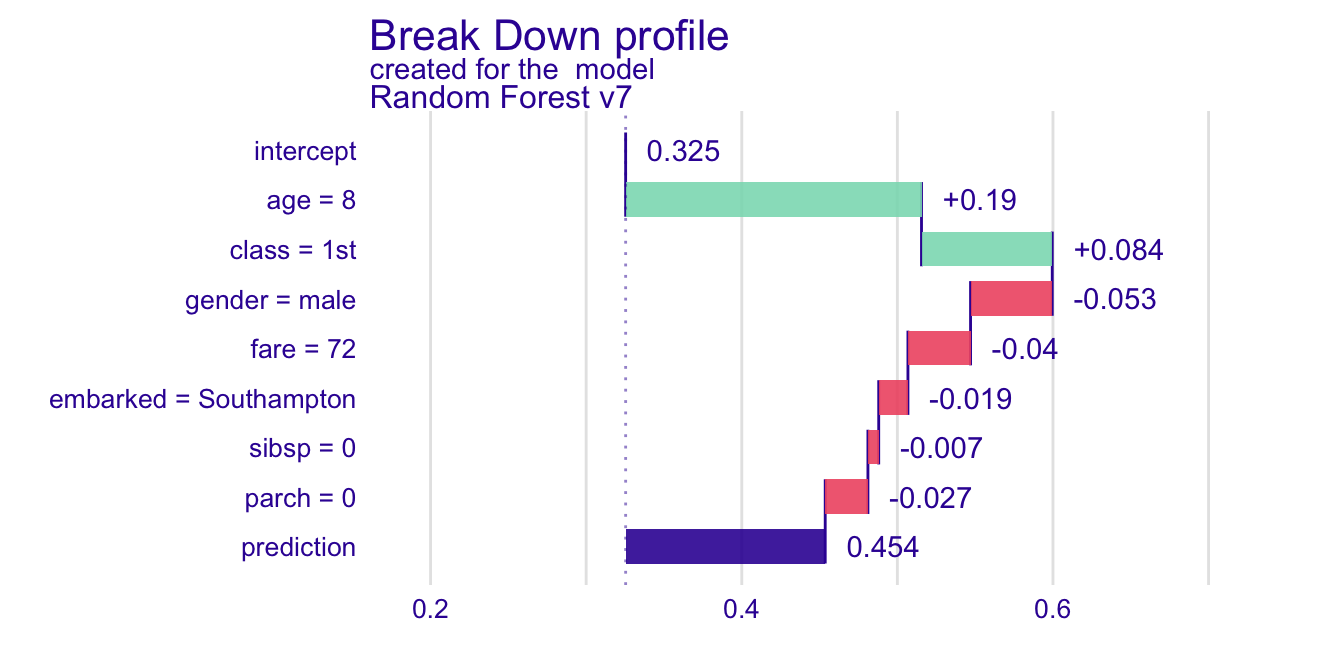 Break Down profile
created for the  model
Random Forest v7
intercept 0.325
age = 8 +0.19
class = 1st +0.084
gender = male -0.053
fare = 72 -0.04
embarked = Southampton -0.019
sibsp = 0 -0.007
parch = 0 -0.027
prediction 0.454
0.2 0.4 0.6